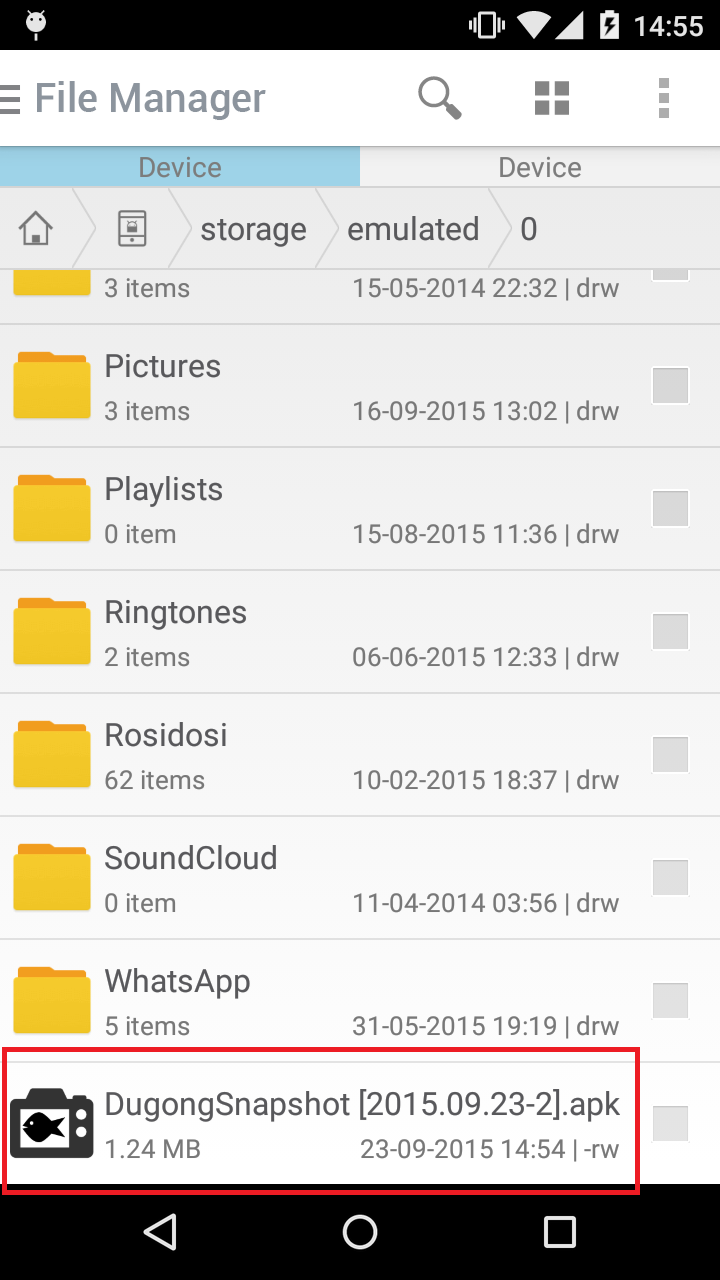 14:55
File Manager
Device Device
storage emulated 0
3 items 15-05-2014 22:32 | drw
Pictures
3 items 16-09-2015 13:02 | drw
Playlists
0 item 15-08-2015 11:36 | drw
Ringtones
2 items 06-06-2015 12:33 | drw
Rosidosi
62 items 10-02-2015 18:37 | drw
SoundCloud
0 item 11-04-2014 03:56 | drw
WhatsApp
5 items 31-05-2015 19:19 | drw
DugongSnapshot [2015.09.23-2].apk
1.24 MB 23-09-2015 14:54 | -rw